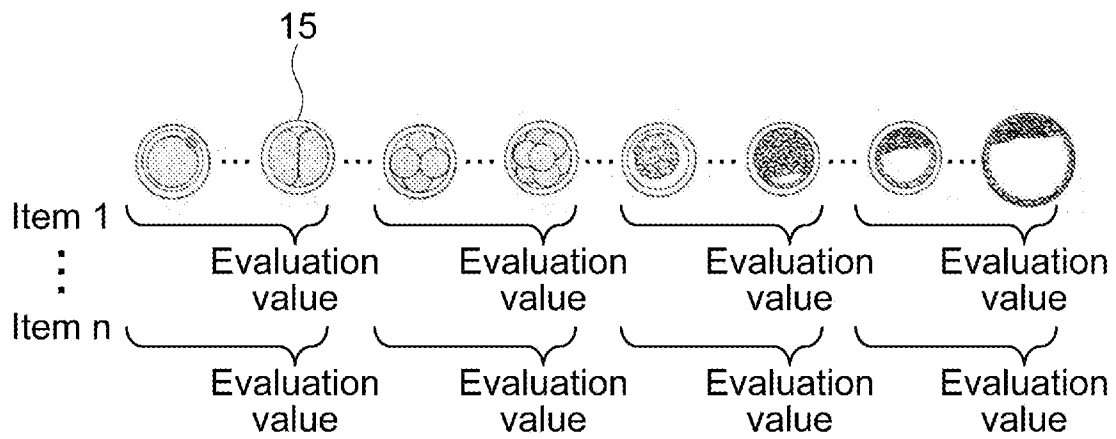 15
... ... ... ... ... ... ...
Item 1
Evaluation Evaluation Evaluation Evaluation
value value value value
⋮
Item n
Evaluation Evaluation Evaluation Evaluation
value value value value